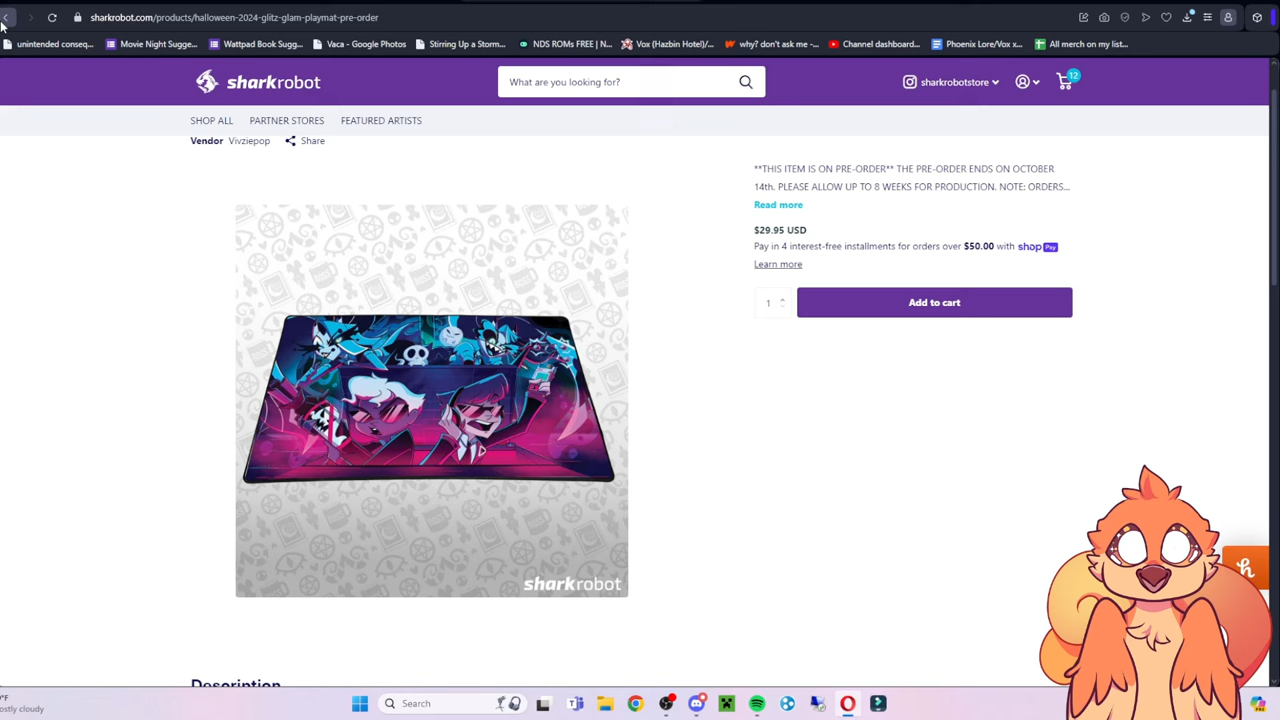 sharkrobot.com/products/halloween-2024-glitz-glam-playmat-pre-order
unintended conseq...
Movie Night Sugge...
Wattpad Book Sugg...
Vaca - Google Photos
Stirring Up a Storm...
NDS ROMs FREE | N...
Vox (Hazbin Hotel)/...
why? don't ask me -...
Channel dashboard...
Phoenix Lore/Vox x...
All merch on my list...
sharkrobot
What are you looking for?
sharkrobotstore
12
SHOP ALL
PARTNER STORES
FEATURED ARTISTS
Vendor Vivziepop
Share
**THIS ITEM IS ON PRE-ORDER** THE PRE-ORDER ENDS ON OCTOBER
14th. PLEASE ALLOW UP TO 8 WEEKS FOR PRODUCTION. NOTE: ORDERS...
Read more
$29.95 USD
Pay in 4 interest-free installments for orders over $50.00 with shop Pay
Learn more
1
Add to cart
sharkrobot
h
Description
°F
ostly cloudy
Search